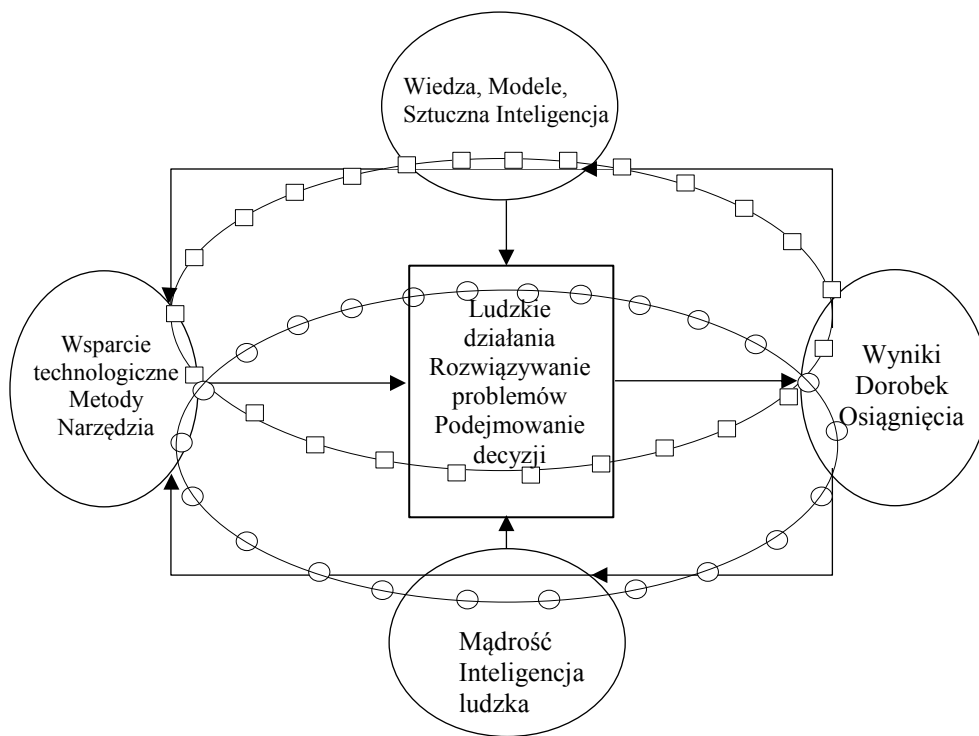 Wiedza, Modele,
Sztuczna Inteligencja
Wsparcie
technologiczne
Metody
Narzędzia
Ludzkie
działania
Rozwiązywanie
problemów
Podejmowanie
decyzji
Wyniki
Dorobek
Osiągnięcia
Mądrość
Inteligencja
ludzka